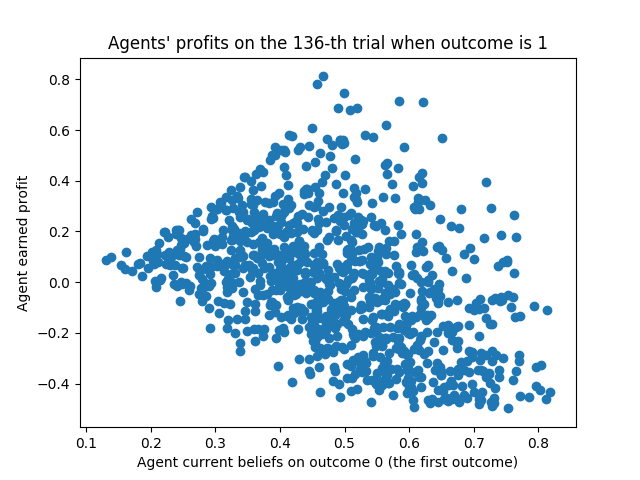 Agents' profits on the 136-th trial when outcome is 1
0.8
0.6
0.4
0.2
0.0
−0.2
−0.4
Agent earned profit
0.1 0.2 0.3 0.4 0.5 0.6 0.7 0.8
Agent current beliefs on outcome 0 (the first outcome)